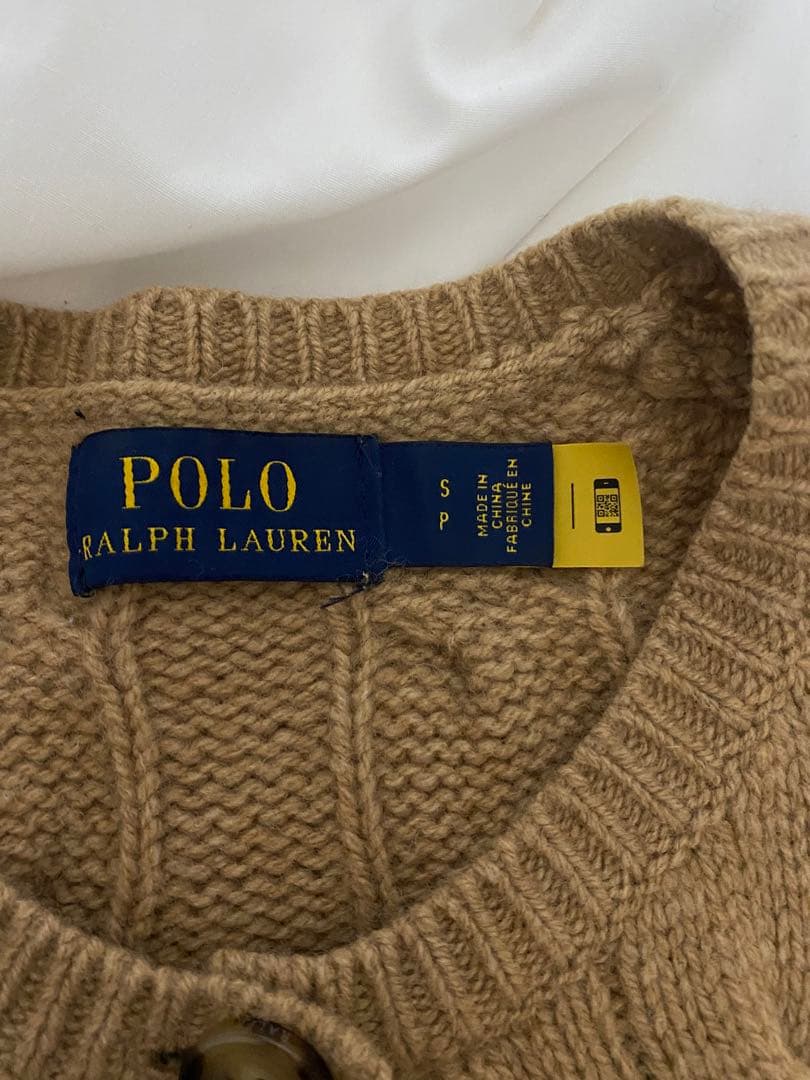 POLO
RALPH LAUREN
S
P
MADE IN
CHINA
FABRIQUÉ EN
CHINE